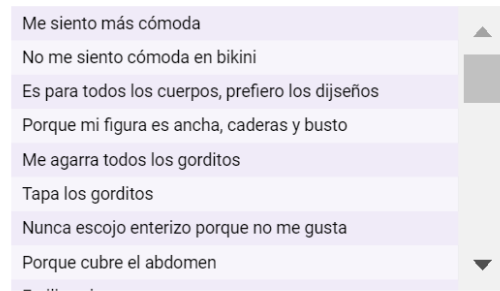 Me siento más cómoda
No me siento cómoda en bikini
Es para todos los cuerpos, prefiero los dijseños
Porque mi figura es ancha, caderas y busto
Me agarra todos los gorditos
Tapa los gorditos
Nunca escojo enterizo porque no me gusta
Porque cubre el abdomen